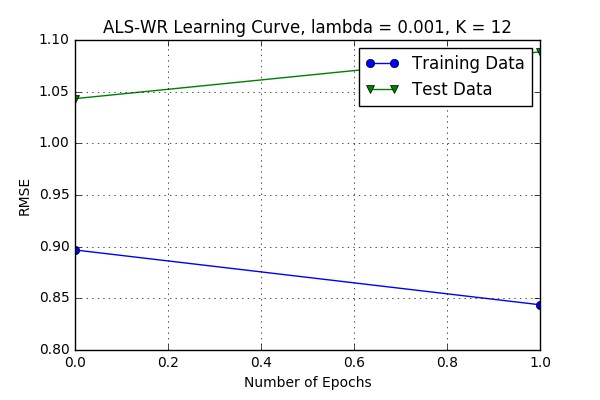 ALS-WR Learning Curve, lambda = 0.001, K = 12
1.10
1.05
1.00
0.95
0.90
0.85
0.80
RMSE
Training Data
Test Data
0.0 0.2 0.4 0.6 0.8 1.0
Number of Epochs